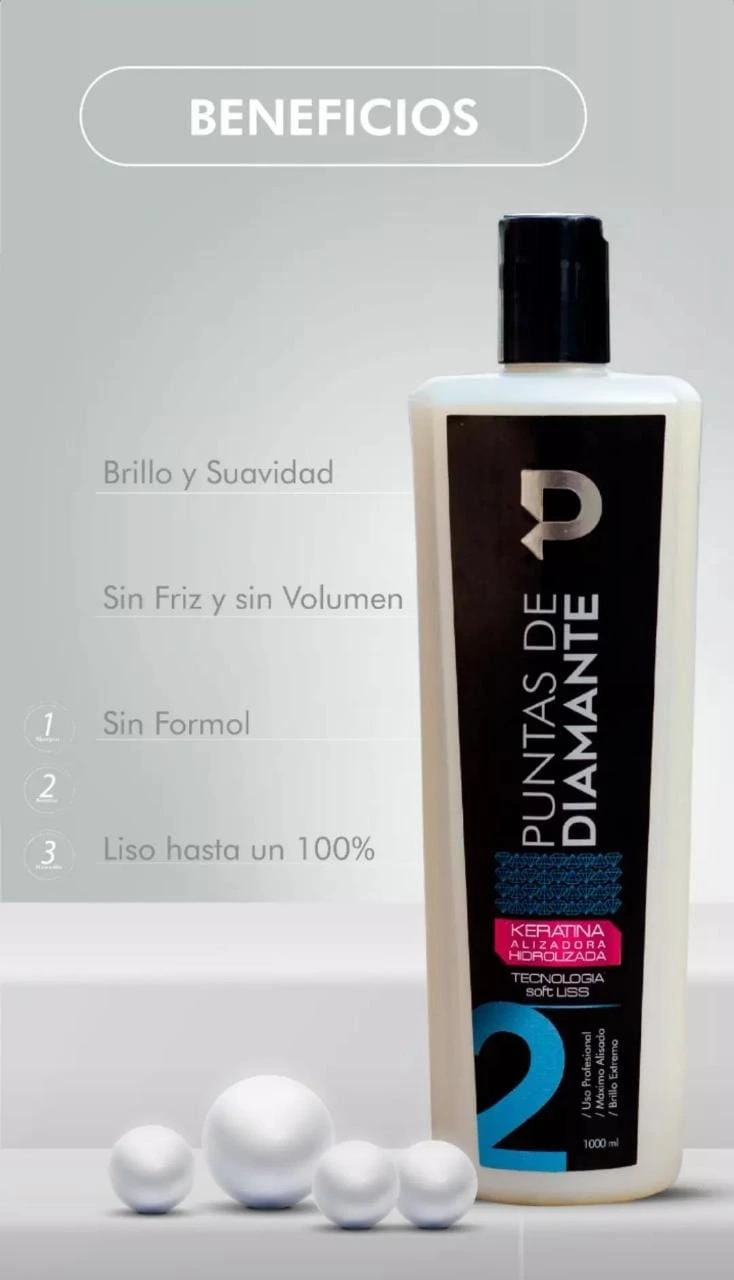 BENEFICIOS
Brillo y Suavidad
Sin Friz y sin Volumen
Sin Formol
Liso hasta un 100%
1
2
3
PUNTAS DE
DIAMANTE
KERATINA
ALIZADORA
HIDROLIZADA
TECNOLOGIA
soft LISS
2
/ Uso Profesional
/ Máximo Alisado
/ Brillo Extremo
1000 ml